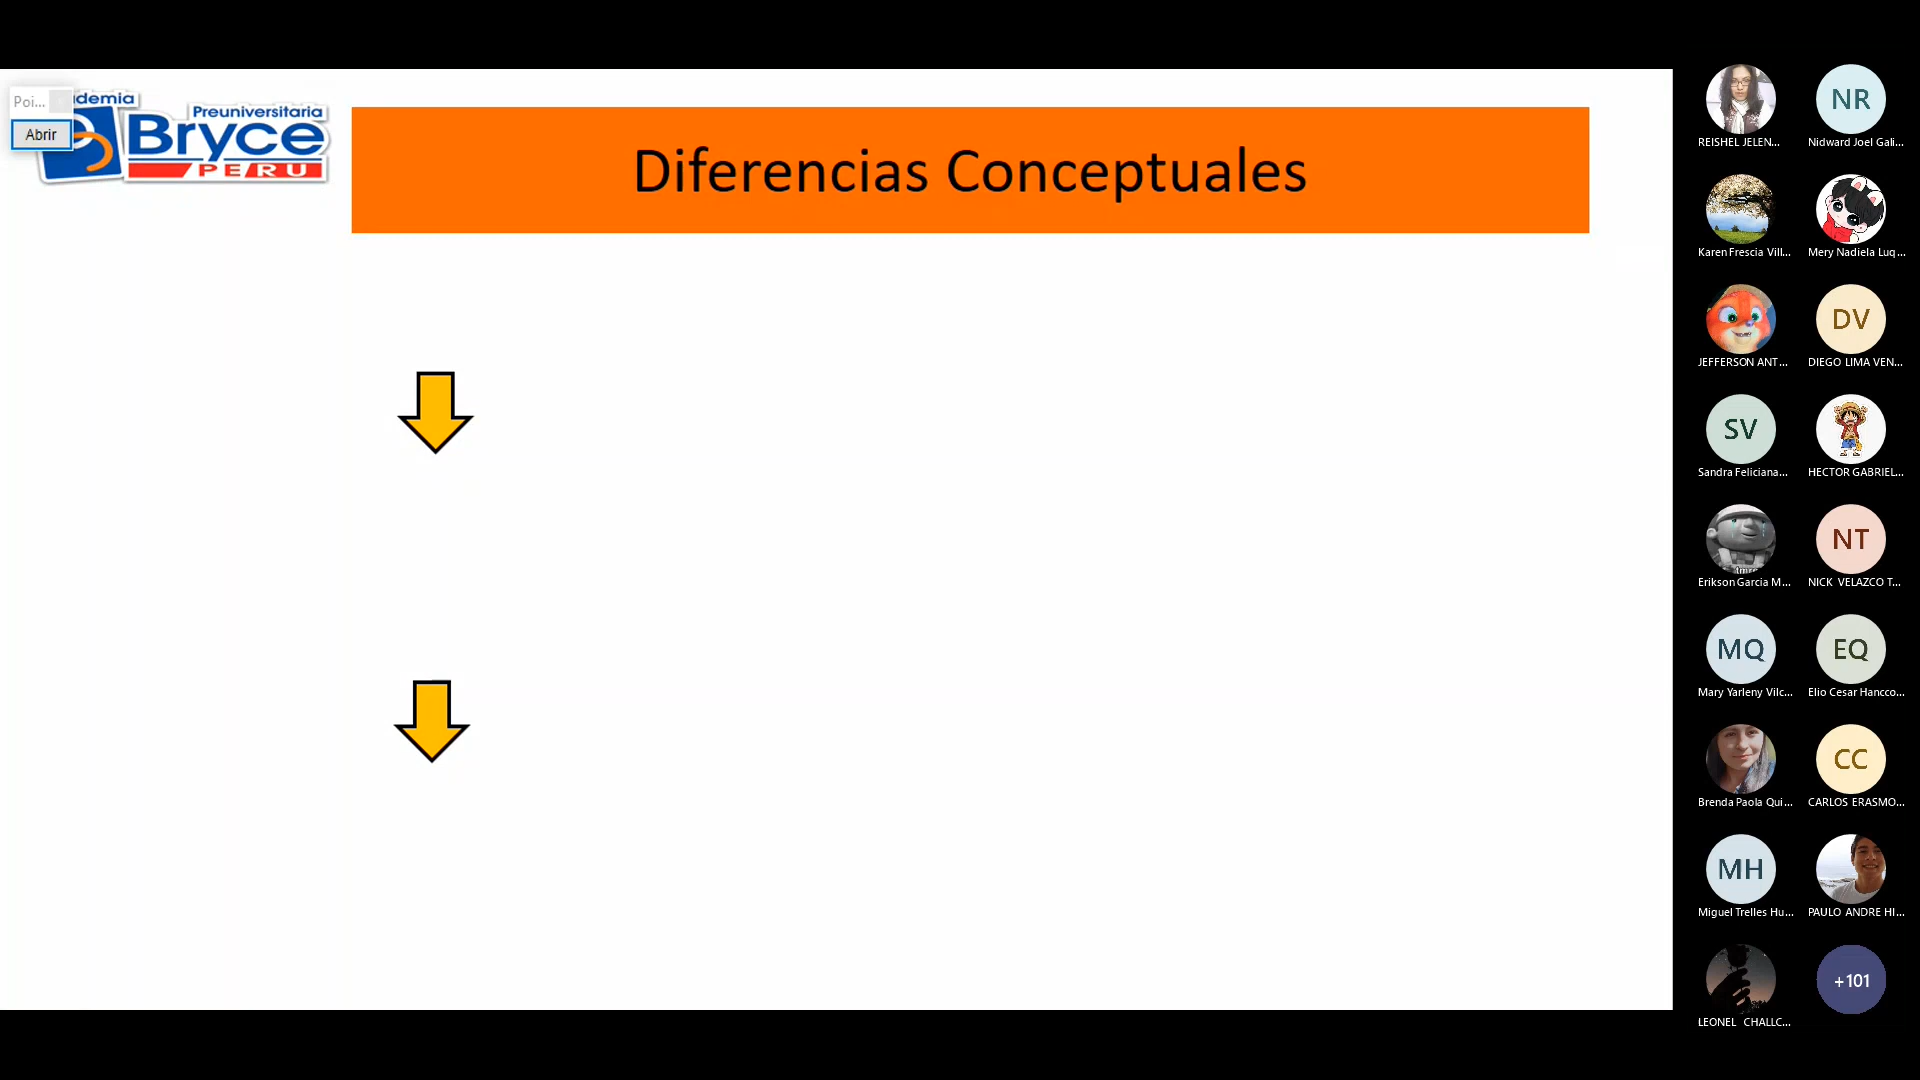 Poi...
Abrir
ademia
Preuniversitaria
Bryce
PERU
Diferencias Conceptuales
REISHEL JELEN...
NR
Nidward Joel Gali...
Karen Frescia Vill...
Mery Nadiela Luq...
JEFFERSON ANT...
DV
DIEGO LIMA VEN...
SV
Sandra Feliciana...
HECTOR GABRIEL...
Erikson Garcia M...
NT
NICK VELAZCO T...
MQ
Mary Yarleny Vilc...
EQ
Elio Cesar Hancco...
Brenda Paola Qui...
CC
CARLOS ERASMO...
MH
Miguel Trelles Hu...
PAULO ANDRE HI...
LEONEL CHALLC...
+101